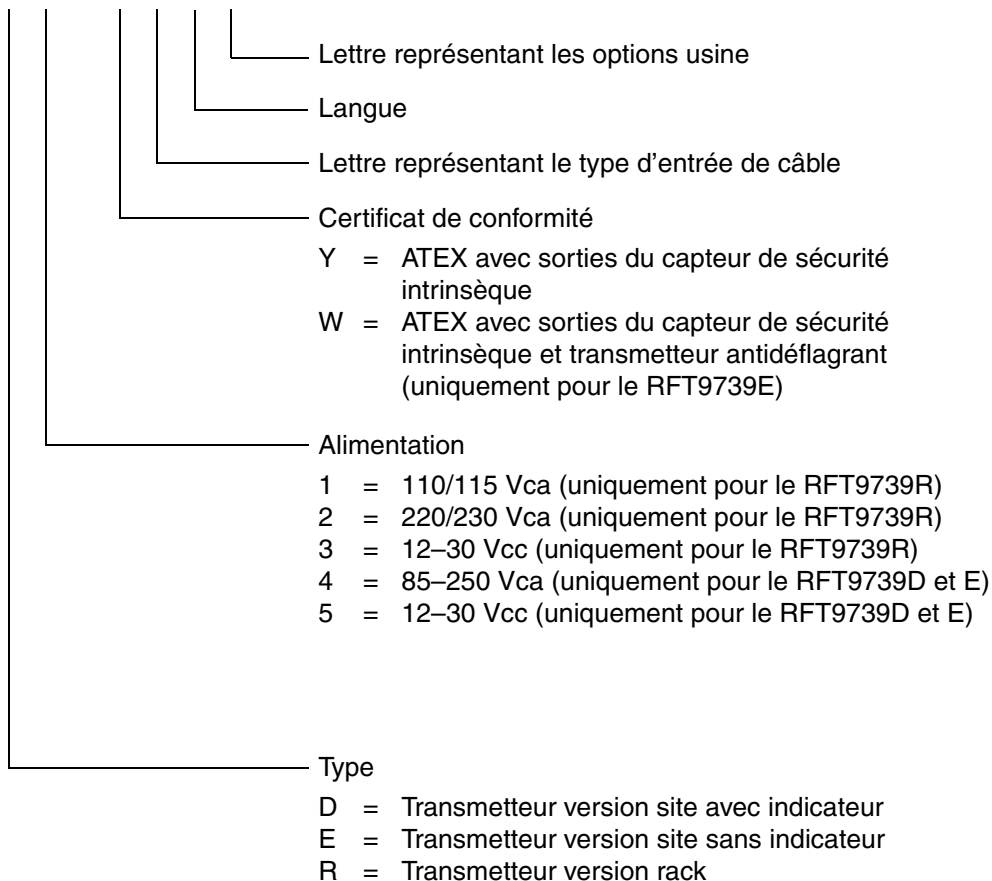 Lettre représentant les options usine
Langue
Lettre représentant le type d'entrée de câble
Certificat de conformité
Y = ATEX avec sorties du capteur de sécurité
intrinsèque
W = ATEX avec sorties du capteur de sécurité
intrinsèque et transmetteur antidéflagrant
(uniquement pour le RFT9739E)
Alimentation
1 = 110/115 Vca (uniquement pour le RFT9739R)
2 = 220/230 Vca (uniquement pour le RFT9739R)
3 = 12–30 Vcc (uniquement pour le RFT9739R)
4 = 85–250 Vca (uniquement pour le RFT9739D et E)
5 = 12–30 Vcc (uniquement pour le RFT9739D et E)
Type
D = Transmetteur version site avec indicateur
E = Transmetteur version site sans indicateur
R = Transmetteur version rack